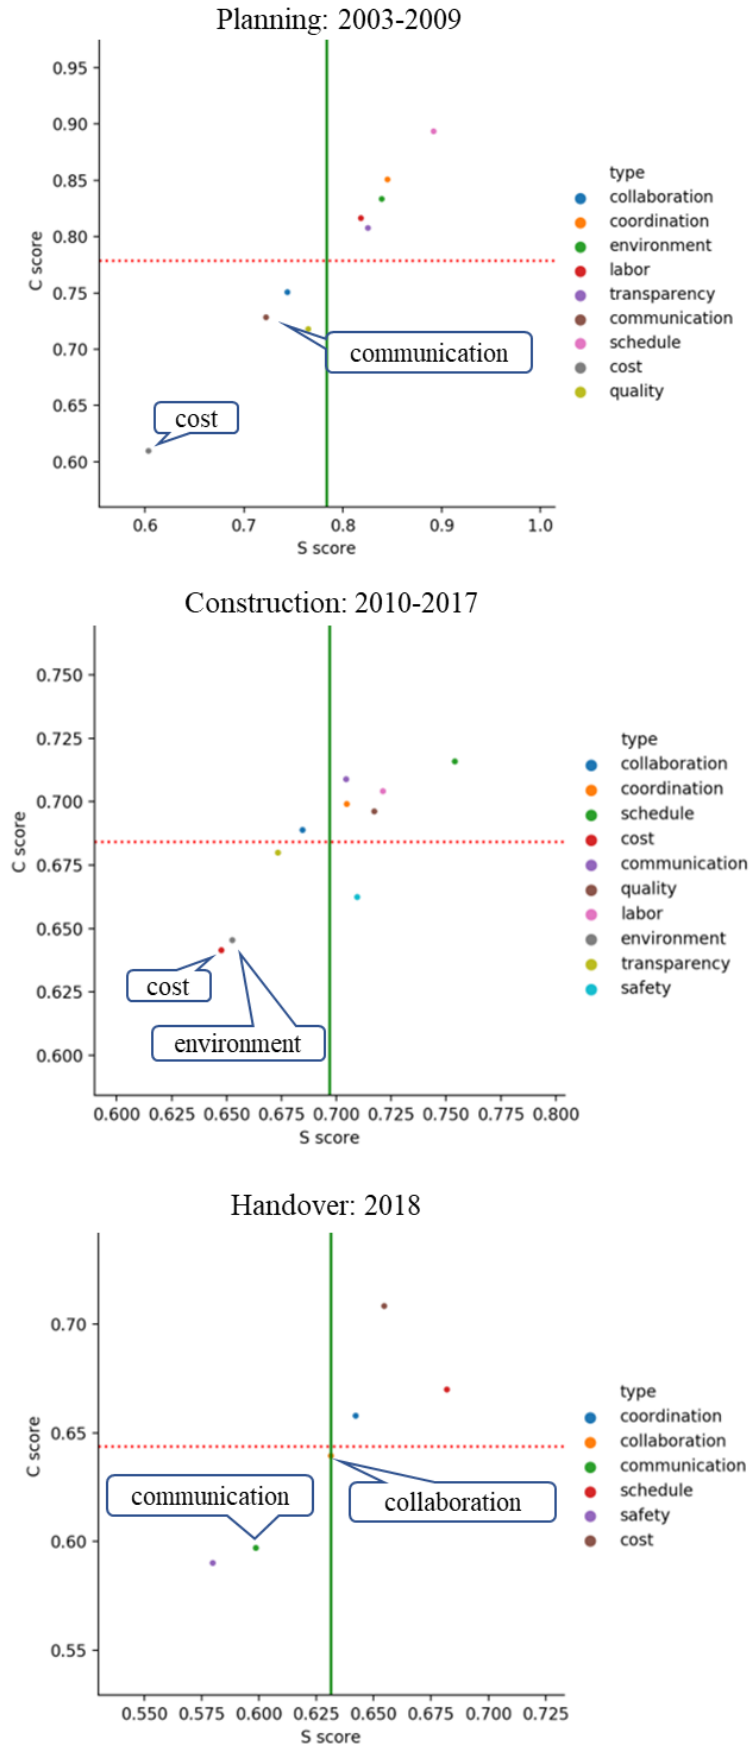 Planning: 2003-2009
0.95
0.90
0.85
0.80
0.75
0.70
0.65
0.60
C score
communication
cost
0.6 0.7 0.8 0.9 1.0
S score
type
collaboration
coordination
environment
labor
transparency
communication
schedule
cost
quality
Construction: 2010-2017
0.750
0.725
0.700
0.675
0.650
0.625
0.600
C score
cost
environment
0.600 0.625 0.650 0.675 0.700 0.725 0.750 0.775 0.800
S score
type
collaboration
coordination
schedule
cost
communication
quality
labor
environment
transparency
safety
Handover: 2018
0.70
0.65
0.60
0.55
C score
communication
collaboration
0.550 0.575 0.600 0.625 0.650 0.675 0.700 0.725
S score
type
coordination
collaboration
communication
schedule
safety
cost